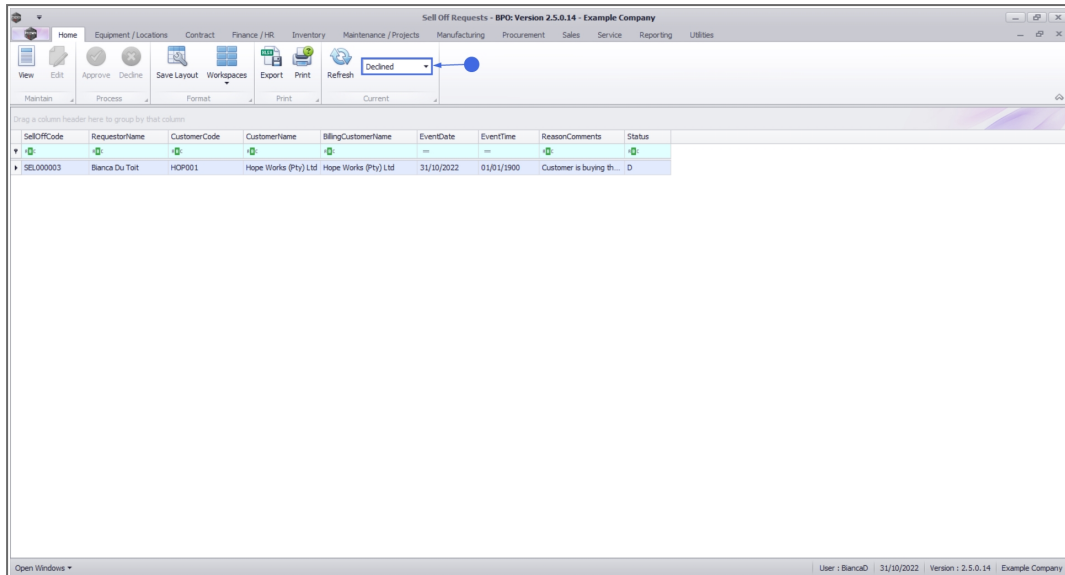 Sell Off Requests - BPO: Version 2.5.0.14 - Example Company
Home Equipment / Locations Contract Finance / HR Inventory Maintenance / Projects Manufacturing Procurement Sales Service Reporting Utilities
View Edit Approve Decline Save Layout Workspaces Export Print Refresh Declined
Maintain Process Format Print Current
Drag a column header here to group by that column
SellOffCode RequestorName CustomerCode CustomerName BillingCustomerName EventDate EventTime ReasonComments Status
SEL000003 Bianca Du Toit HOP001 Hope Works (Pty) Ltd Hope Works (Pty) Ltd 31/10/2022 01/01/1900 Customer is buying th... D
Open Windows User : BiancaD 31/10/2022 Version : 2.5.0.14 Example Company